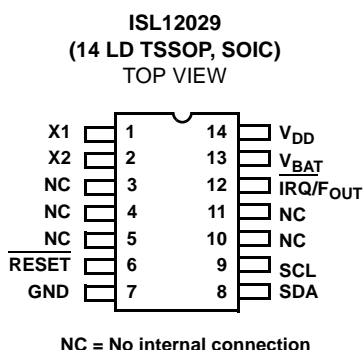 ISL12029
(14 LD TSSOP, SOIC)
TOP VIEW
X1 1 14 VDD
X2 2 13 VBAT
NC 3 12 IRQ/FOUT
NC 4 11 NC
NC 5 10 NC
RESET 6 9 SCL
GND 7 8 SDA
NC = No internal connection